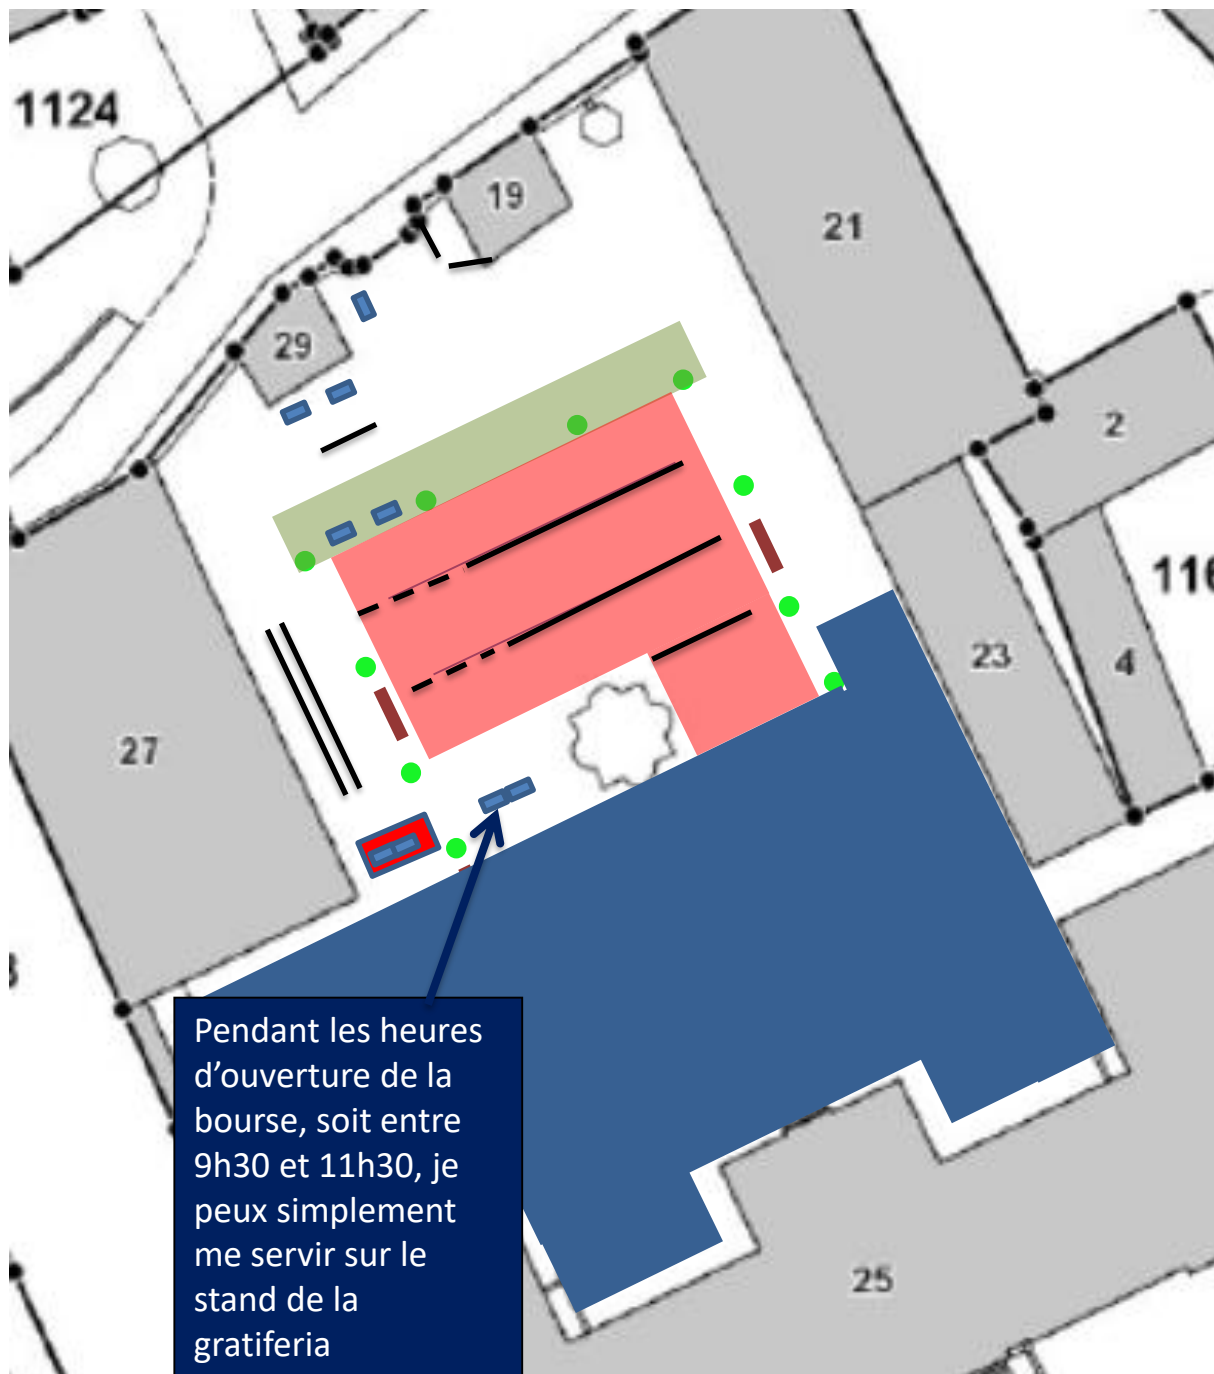 1124
19
21
29
2
116
23
4
27
Pendant les heures
d’ouverture de la
bourse, soit entre
9h30 et 11h30, je
peux simplement
me servir sur le
stand de la
gratiferia
25